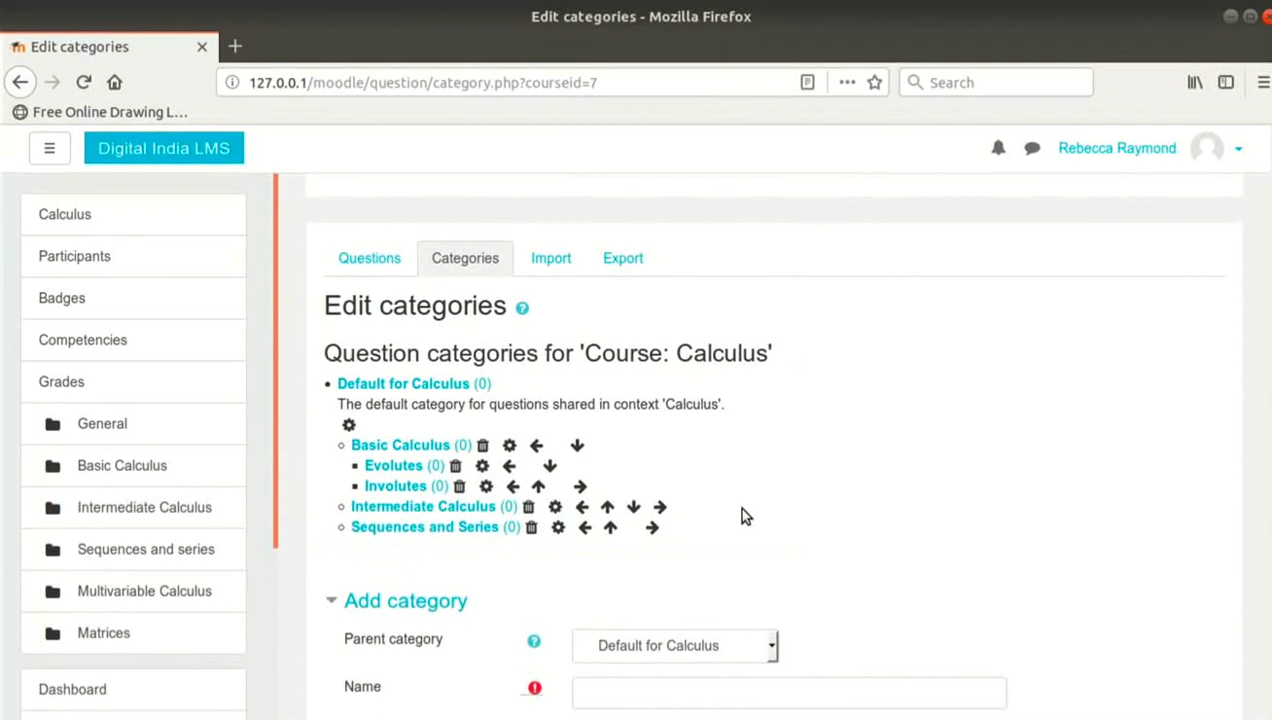 Edit categories - Mozilla Firefox
Edit categories
127.0.0.1/moodle/question/category.php?courseid=7
Search
Free Online Drawing L...
Digital India LMS
Rebecca Raymond
Calculus
Participants
Badges
Competencies
Grades
General
Basic Calculus
Intermediate Calculus
Sequences and series
Multivariable Calculus
Matrices
Dashboard
Questions Categories Import Export
Edit categories
Question categories for 'Course: Calculus'
Default for Calculus (0)
The default category for questions shared in context 'Calculus'.
Basic Calculus (0)
Evolutes (0)
Involutes (0)
Intermediate Calculus (0)
Sequences and Series (0)
Add category
Parent category Default for Calculus
Name